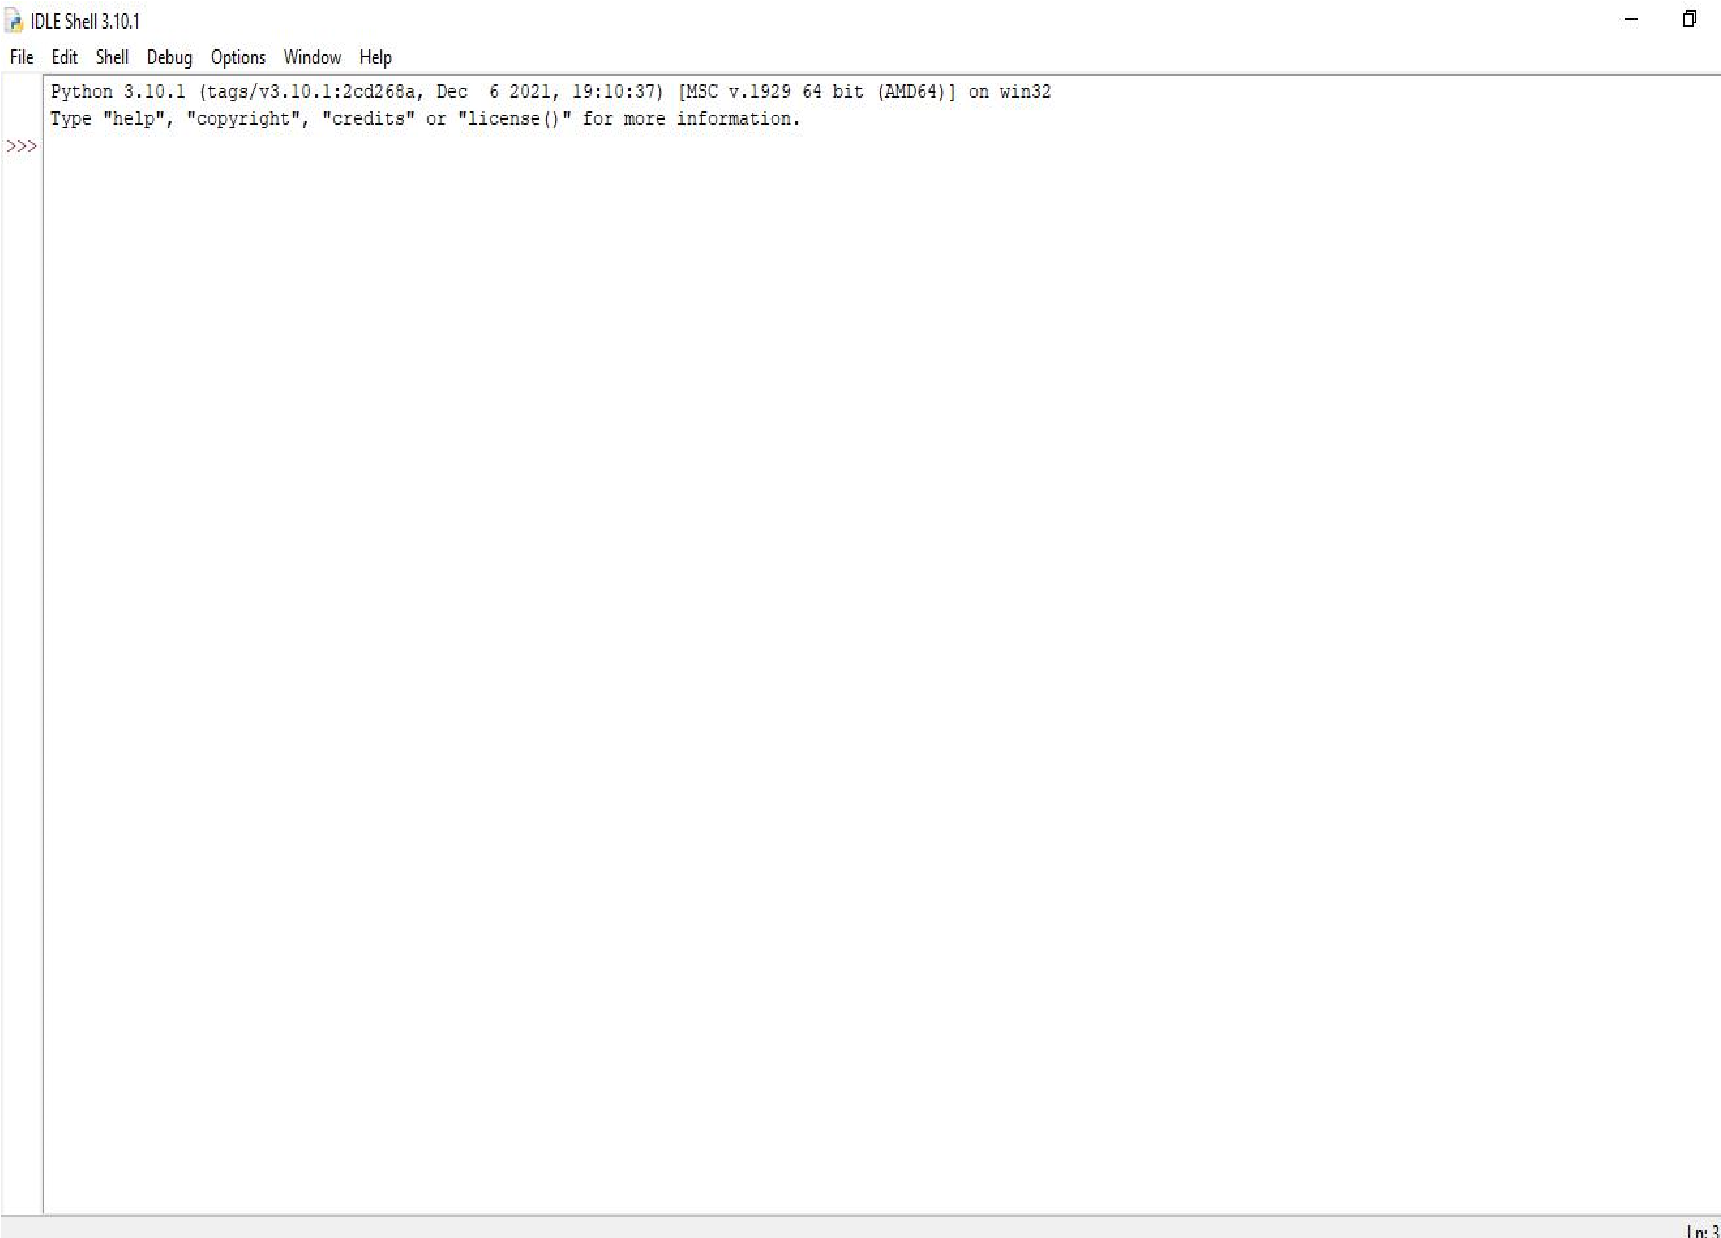 IDLE Shell 3.10.1
File Edit Shell Debug Options Window Help
Python 3.10.1 (tags/v3.10.1:2cd268a, Dec  6 2021, 19:10:37) [MSC v.1929 64 bit (AMD64)] on win32
Type "help", "copyright", "credits" or "license()" for more information.
>>>
Ln: 3